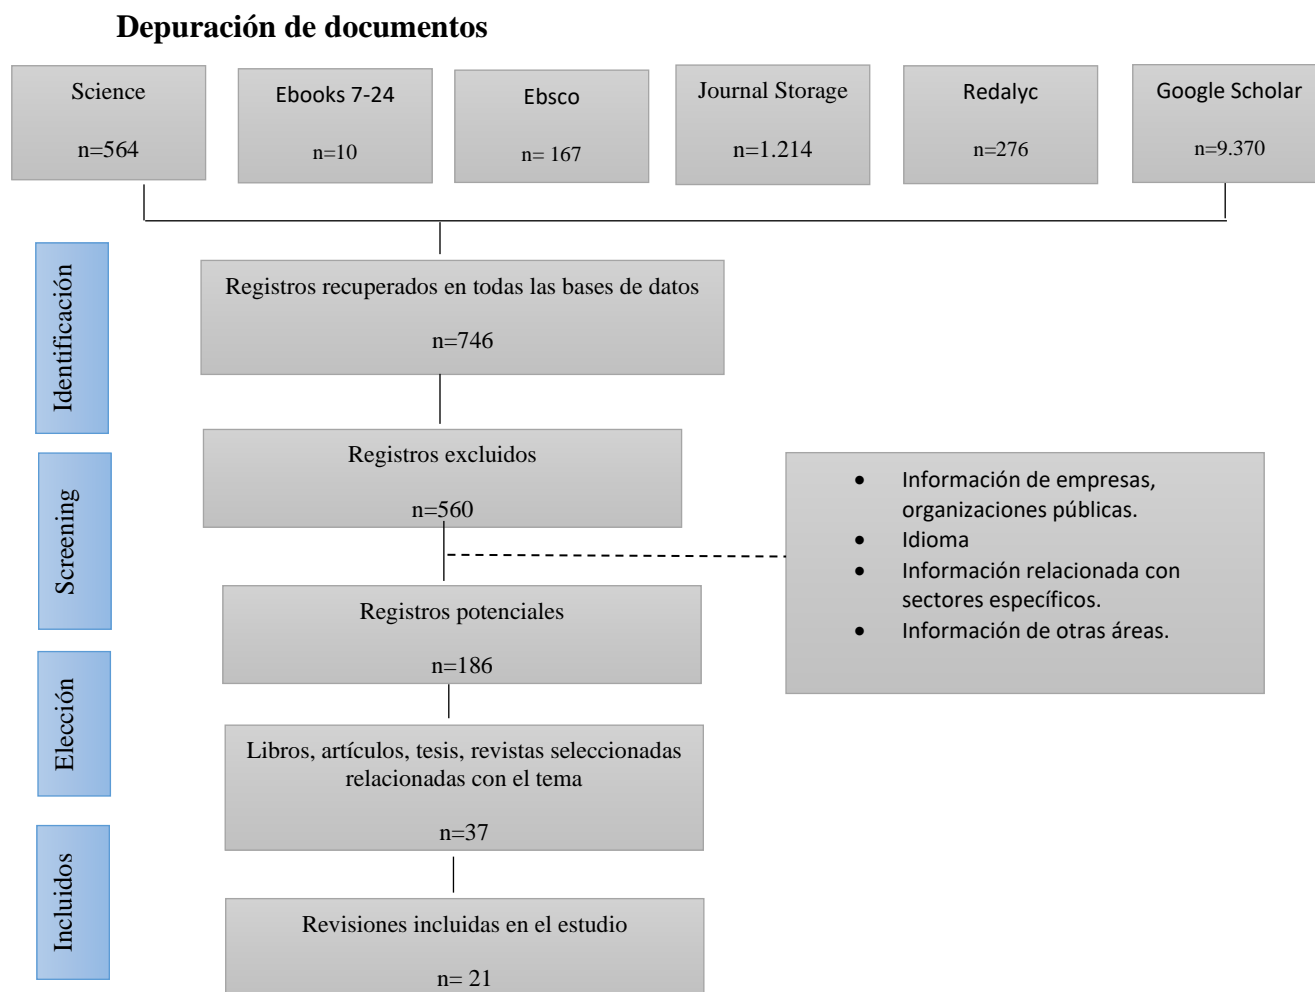 Depuración de documentos
Science
n=564
Ebooks 7-24
n=10
Ebsco
n= 167
Journal Storage
n=1.214
Redalyc
n=276
Google Scholar
n=9.370
Identificación
Registros recuperados en todas las bases de datos
n=746
Registros excluidos
n=560
Screening
• Información de empresas,
organizaciones públicas.
• Idioma
• Información relacionada con
sectores específicos.
• Información de otras áreas.
Registros potenciales
n=186
Elección
Libros, artículos, tesis, revistas seleccionadas
relacionadas con el tema
n=37
Incluidos
Revisiones incluidas en el estudio
n= 21